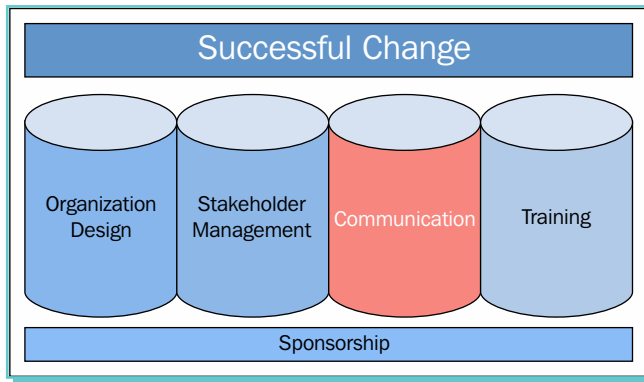 Successful Change
Organization
Design
Stakeholder
Management
Communication
Training
Sponsorship